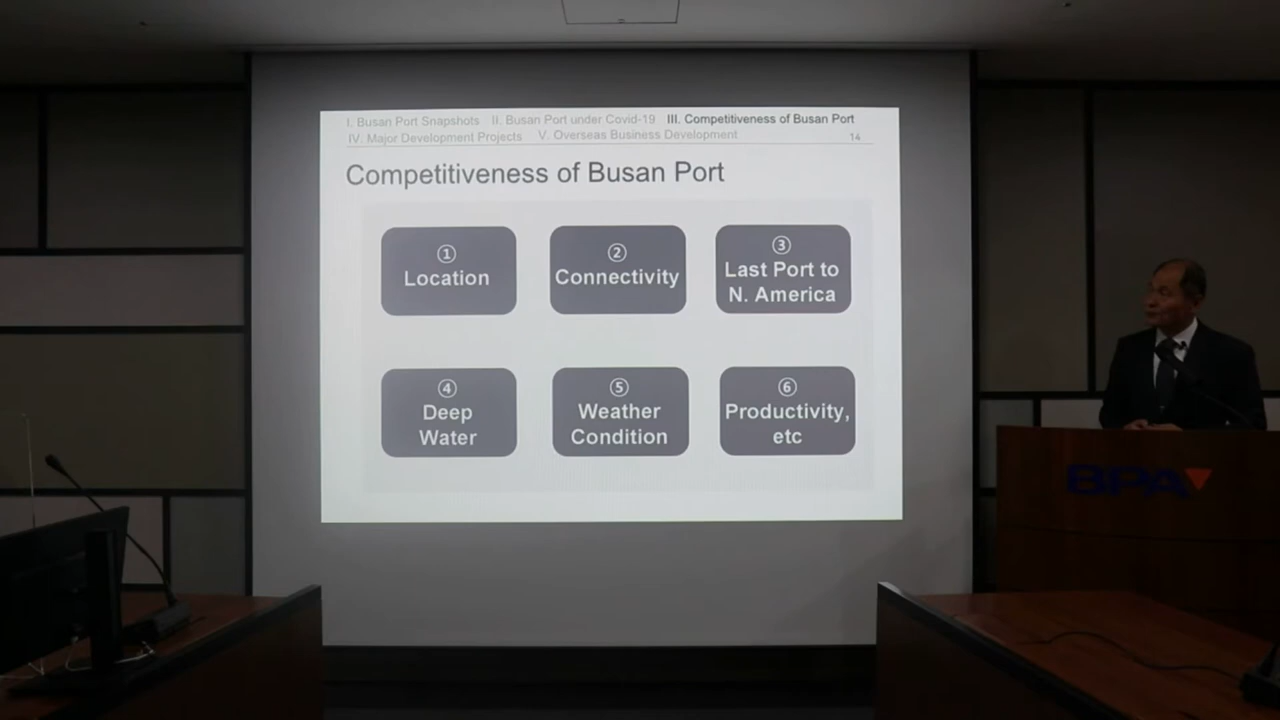 I. Busan Port Snapshots II. Busan Port under Covid-19 III. Competitiveness of Busan Port
IV. Major Development Projects V. Overseas Business Development 14
Competitiveness of Busan Port
①
Location
②
Connectivity
③
Last Port to
N. America
④
Deep
Water
⑤
Weather
Condition
⑥
Productivity,
etc
BPA